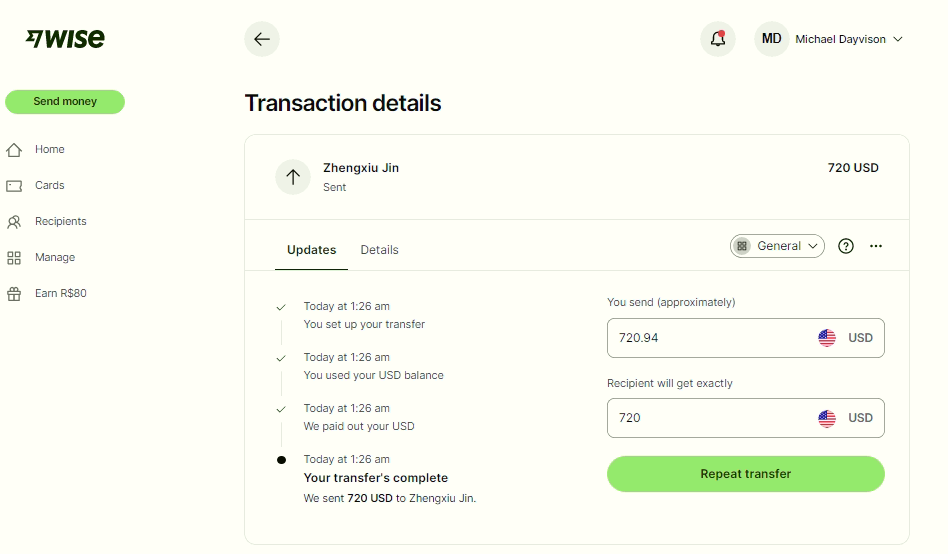 WISE
MD
Michael Dayvison
Send money
Home
Cards
Recipients
Manage
Earn R$80
Transaction details
Zhengxiu Jin
Sent
720 USD
Updates
Details
General
Today at 1:26 am
You set up your transfer
Today at 1:26 am
You used your USD balance
Today at 1:26 am
We paid out your USD
Today at 1:26 am
Your transfer's complete
We sent 720 USD to Zhengxiu Jin.
You send (approximately)
720.94
USD
Recipient will get exactly
720
USD
Repeat transfer